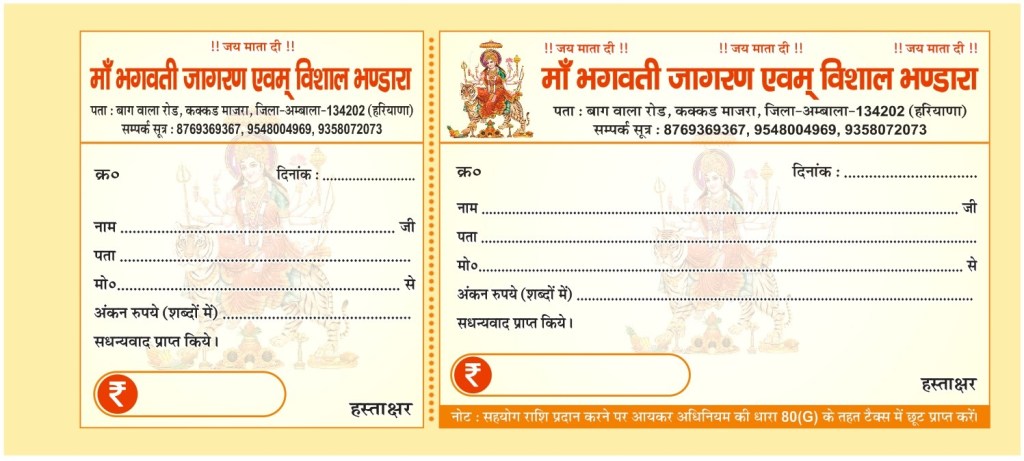 !! जय माता दी !!
माँ भगवती जागरण एवम् विशाल भण्डारा
पता : बाग वाला रोड, कक्कड माजरा, जिला-अम्बाला-134202 (हरियाणा)
सम्पर्क सूत्र : 8769369367, 9548004969, 9358072073
क्र० दिनांक : ........................
नाम ........................ जी
पता ........................
मो०........................ से
अंकन रुपये (शब्दों में) ........................
सधन्यवाद प्राप्त किये।
₹
हस्ताक्षर
!! जय माता दी !! !! जय माता दी !! !! जय माता दी !!
माँ भगवती जागरण एवम् विशाल भण्डारा
पता : बाग वाला रोड, कक्कड माजरा, जिला-अम्बाला-134202 (हरियाणा)
सम्पर्क सूत्र : 8769369367, 9548004969, 9358072073
क्र० दिनांक : ........................
नाम ........................ जी
पता ........................
मो०........................ से
अंकन रुपये (शब्दों में) ........................
सधन्यवाद प्राप्त किये।
₹
हस्ताक्षर
नोट : सहयोग राशि प्रदान करने पर आयकर अधिनियम की धारा 80(G) के तहत टैक्स में छूट प्राप्त करें।